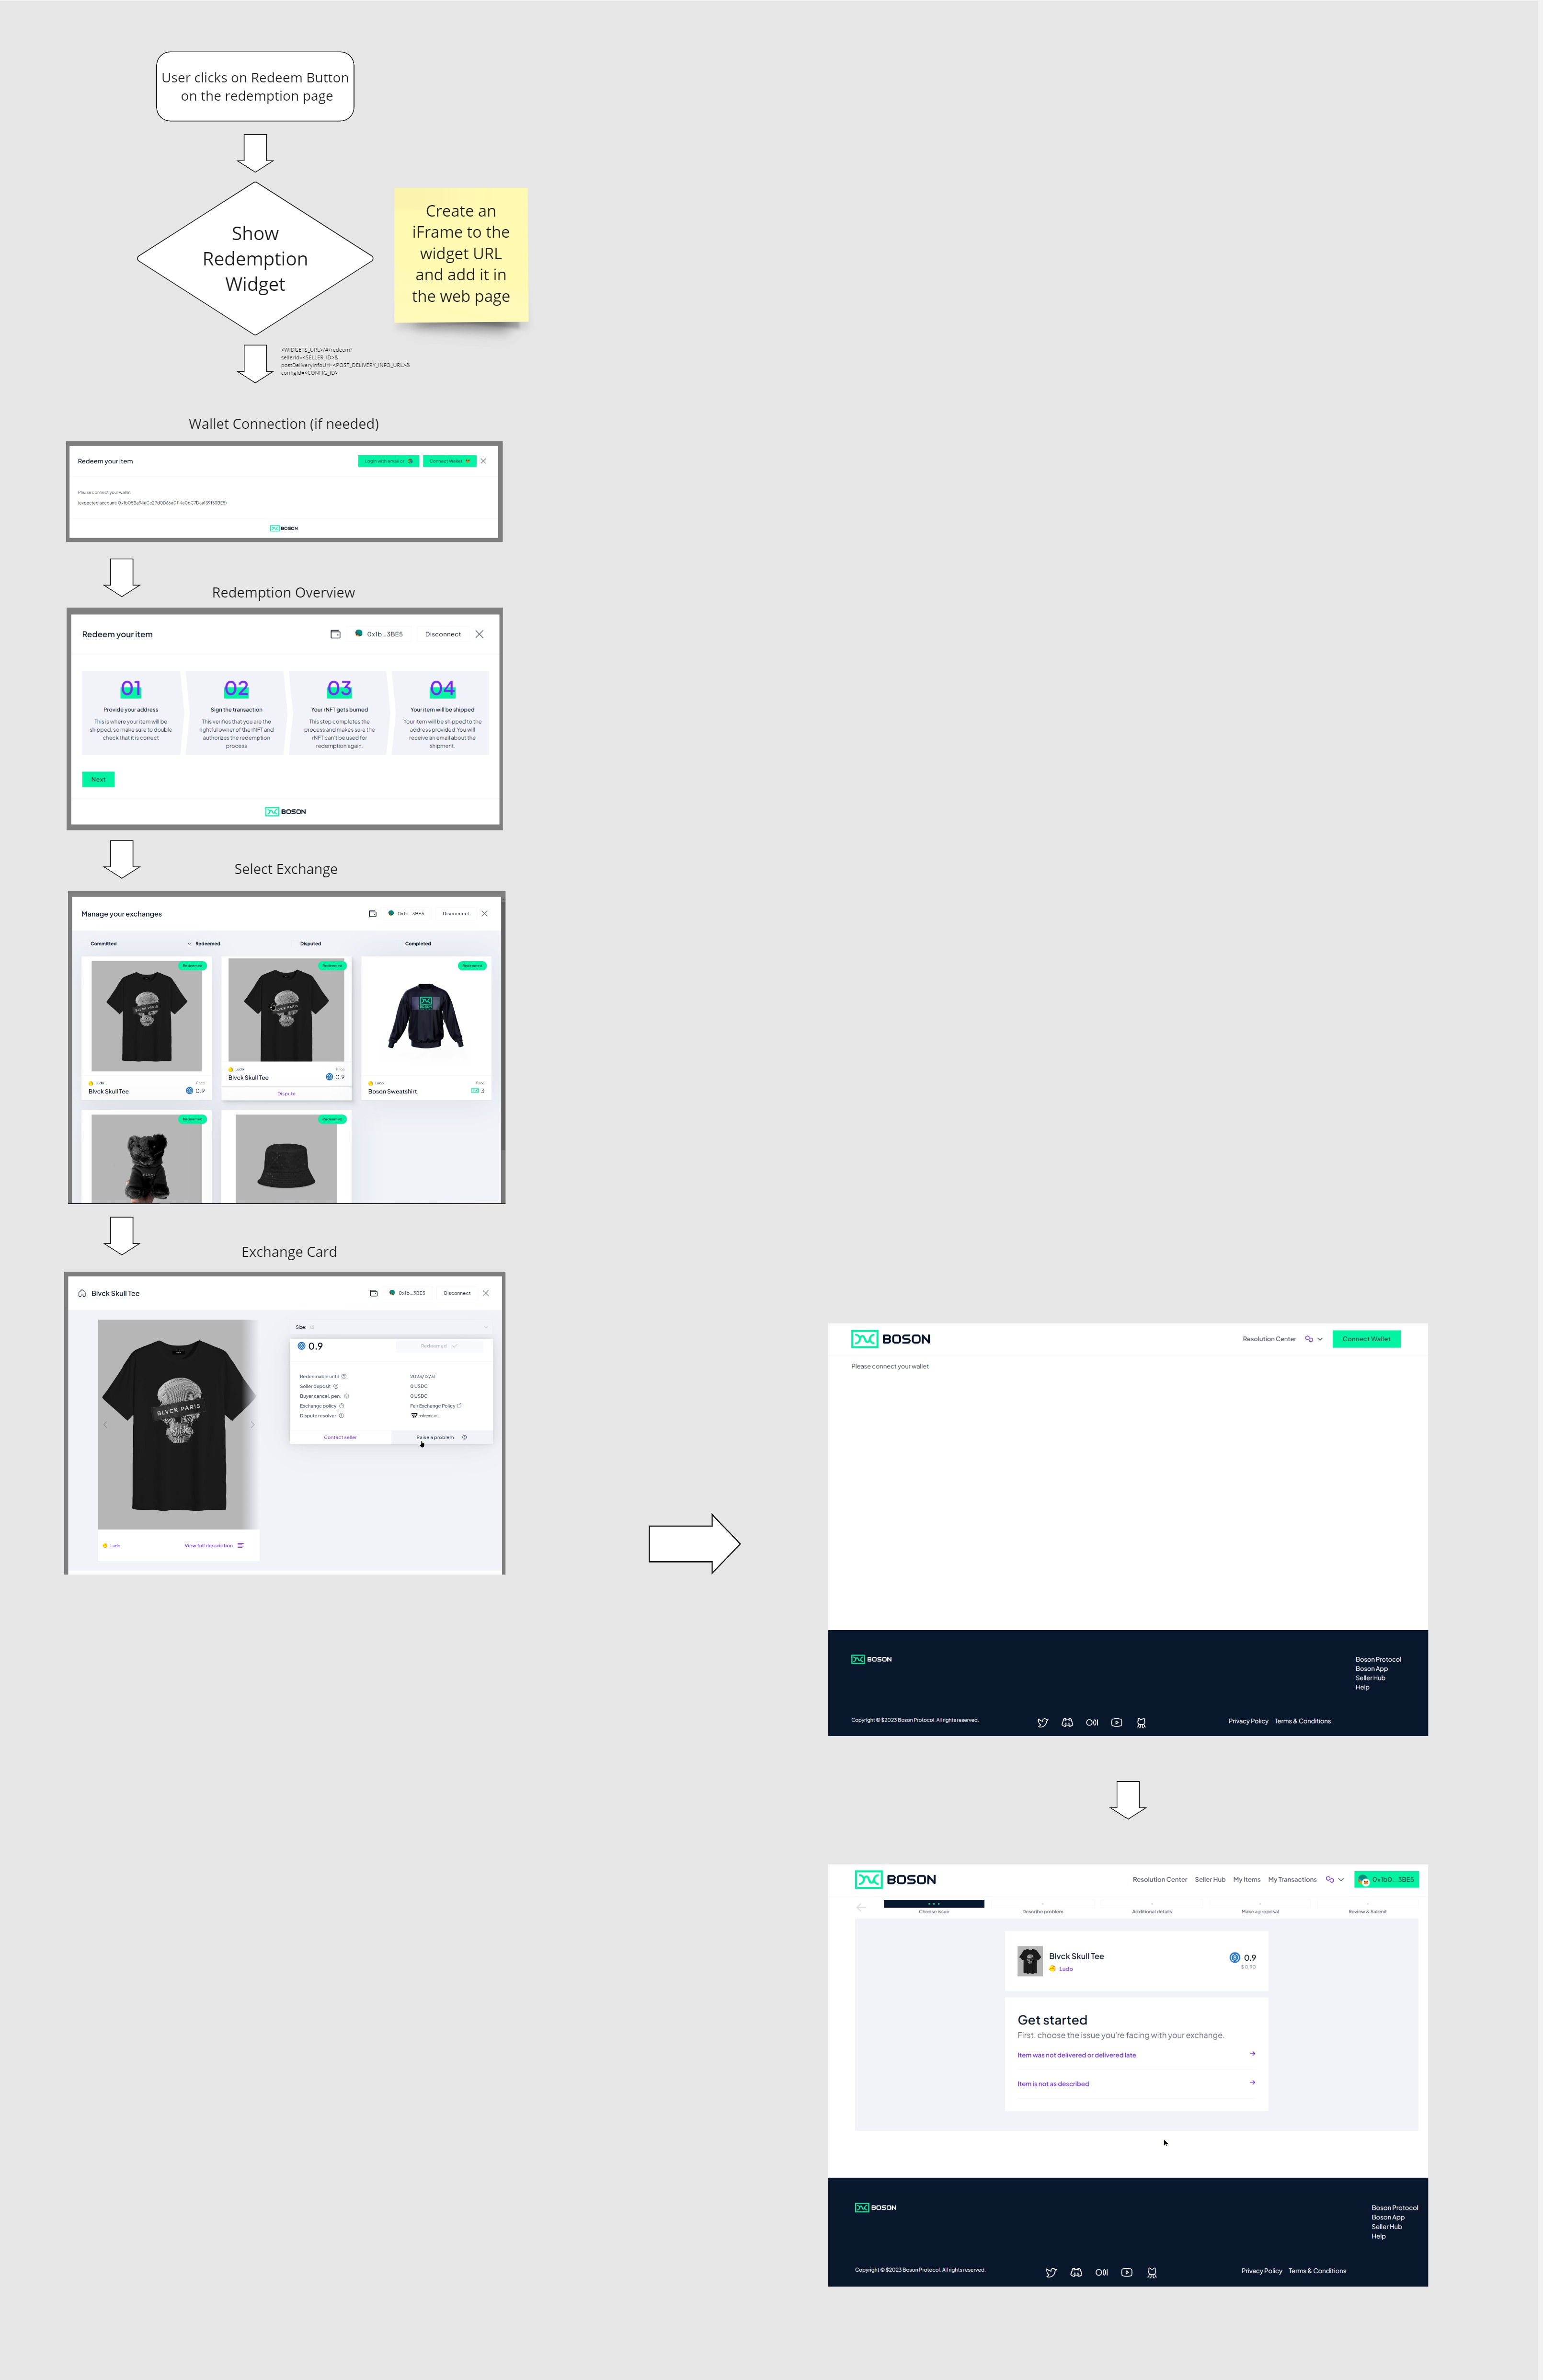 User clicks on Redeem Button
on the redemption page
Show
Redemption
Widget
Create an
iFrame to the
widget URL
and add it in
the web page
<WIDGETS_URL>/#/redeem?
sellerId=<SELLER_ID>&
postDeliveryInfoUrl=<POST_DELIVERY_INFO_URL>&
configId=<CONFIG_ID>
Wallet Connection (if needed)
Redeem your item
Login with email or
Connect Wallet
Please connect your wallet
BOSON
Redemption Overview
Redeem your item
0x1b...3BE5
Disconnect
01
02
03
04
Provide your address
This is where your item will be
shipped, so make sure to double
check that it is correct
Sign the transaction
This verifies that you are the
rightful owner of the rNFT and
authorizes the redemption
process
Your rNFT gets burned
This step completes the
process and makes sure the
rNFT can't be used for
redemption again.
Your item will be shipped
Your item will be shipped to the
address provided. You will
receive an email about the
shipment.
Next
BOSON
Select Exchange
Manage your exchanges
0x1b...3BE5
Disconnect
Committed
Redeemed
Disputed
Completed
Redeemed
Redeemed
Redeemed
BLVCK PARIS
BLVCK PARIS
Ludo
Price
Blvck Skull Tee
0.9
Ludo
Price
Blvck Skull Tee
0.9
Dispute
Ludo
Price
Boson Sweatshirt
3
Redeemed
Redeemed
Exchange Card
Blvck Skull Tee
0x1b...3BE5
Disconnect
BLVCK PARIS
Ludo
View full description
Size:
XS
0.9
Redeemed
Redeemable until
2023/12/31
Seller deposit
0 USDC
Buyer cancel. pen.
0 USDC
Exchange policy
Fair Exchange Policy
Dispute resolver
Contact seller
Raise a problem
BOSON
Resolution Center
Connect Wallet
Please connect your wallet
BOSON
Boson Protocol
Boson App
Seller Hub
Help
Copyright © $2023 Boson Protocol. All rights reserved.
Privacy Policy
Terms & Conditions
BOSON
Resolution Center
Seller Hub
My Items
My Transactions
0x1b0...3BE5
Choose issue
Describe problem
Additional details
Make a proposal
Review & Submit
Blvck Skull Tee
Ludo
0.9
$ 0.90
Get started
First, choose the issue you're facing with your exchange.
Item was not delivered or delivered late
Item is not as described
BOSON
Boson Protocol
Boson App
Seller Hub
Help
Copyright © $2023 Boson Protocol. All rights reserved.
Privacy Policy
Terms & Conditions